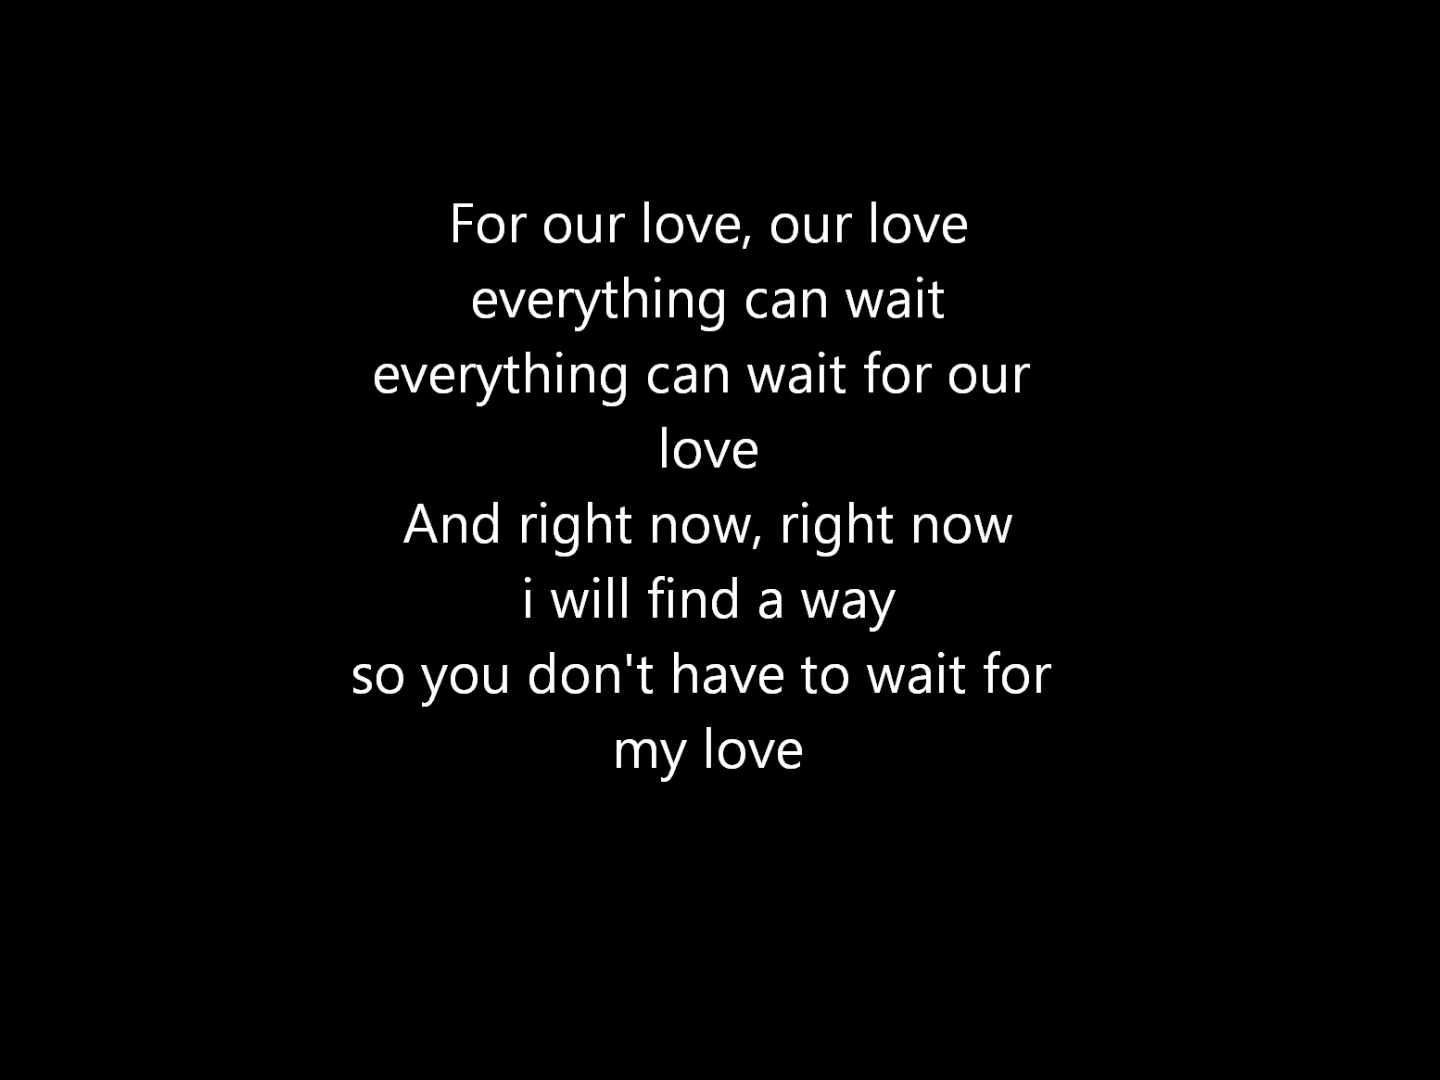 For our love, our love
everything can wait
everything can wait for our
love
And right now, right now
i will find a way
so you don't have to wait for
my love